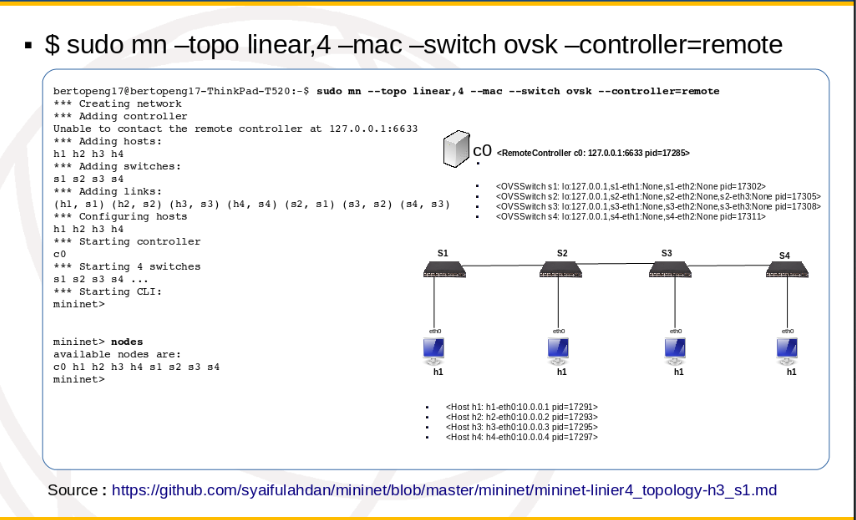 ▪ $ sudo mn –topo linear,4 –mac –switch ovsk –controller=remote
bertopeng17@bertopeng17-ThinkPad-T520:~$ sudo mn --topo linear,4 --mac --switch ovsk --controller=remote
*** Creating network
*** Adding controller
Unable to contact the remote controller at 127.0.0.1:6633
*** Adding hosts:
h1 h2 h3 h4
*** Adding switches:
s1 s2 s3 s4
*** Adding links:
(h1, s1) (h2, s2) (h3, s3) (h4, s4) (s2, s1) (s3, s2) (s4, s3)
*** Configuring hosts
h1 h2 h3 h4
*** Starting controller
c0
*** Starting 4 switches
s1 s2 s3 s4 ...
*** Starting CLI:
mininet>
mininet> nodes
available nodes are:
c0 h1 h2 h3 h4 s1 s2 s3 s4
mininet>
c0 <RemoteController c0: 127.0.0.1:6633 pid=17285>
▪ <OVSSwitch s1: lo:127.0.0.1,s1-eth1:None,s1-eth2:None pid=17302>
▪ <OVSSwitch s2: lo:127.0.0.1,s2-eth1:None,s2-eth2:None,s2-eth3:None pid=17305>
▪ <OVSSwitch s3: lo:127.0.0.1,s3-eth1:None,s3-eth2:None,s3-eth3:None pid=17308>
▪ <OVSSwitch s4: lo:127.0.0.1,s4-eth1:None,s4-eth2:None pid=17311>
S1 S2 S3 S4
eth0 eth0 eth0 eth0
h1 h1 h1 h1
▪ <Host h1: h1-eth0:10.0.0.1 pid=17291>
▪ <Host h2: h2-eth0:10.0.0.2 pid=17293>
▪ <Host h3: h3-eth0:10.0.0.3 pid=17295>
▪ <Host h4: h4-eth0:10.0.0.4 pid=17297>
Source : https://github.com/syaifulahdan/mininet/blob/master/mininet/mininet-linier4_topology-h3_s1.md